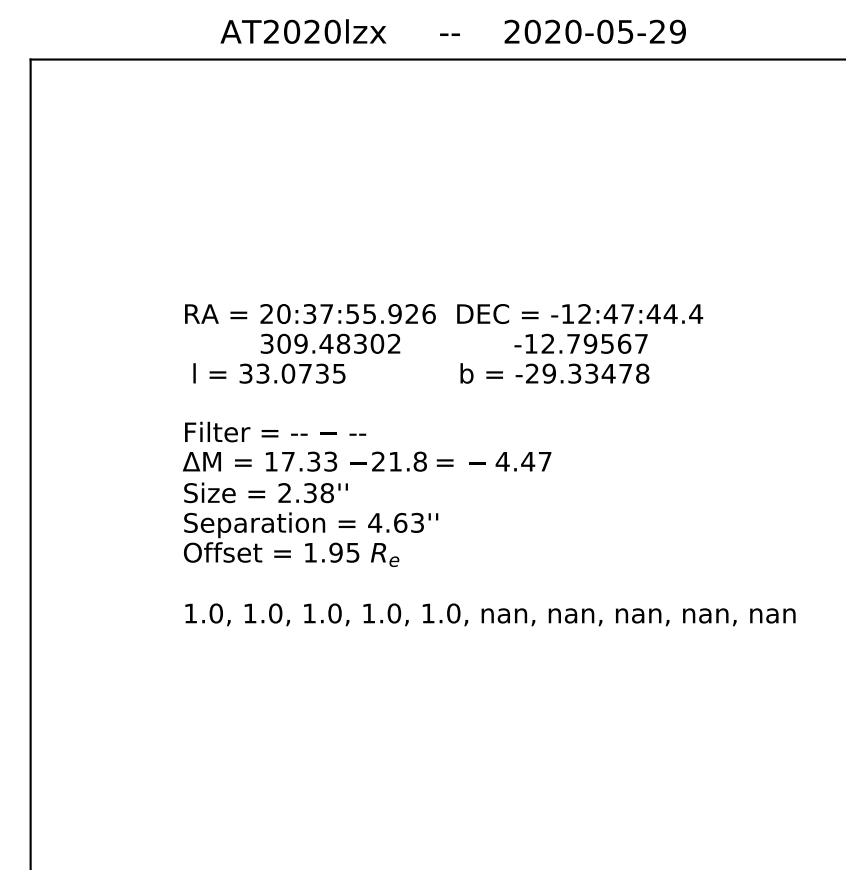 AT2020lzx -- 2020-05-29
RA = 20:37:55.926 DEC = -12:47:44.4
309.48302 -12.79567
l = 33.0735 b = -29.33478
Filter = -- − --
ΔM = 17.33 −21.8 = − 4.47
Size = 2.38''
Separation = 4.63''
Offset = 1.95 Rₑ
1.0, 1.0, 1.0, 1.0, 1.0, nan, nan, nan, nan, nan